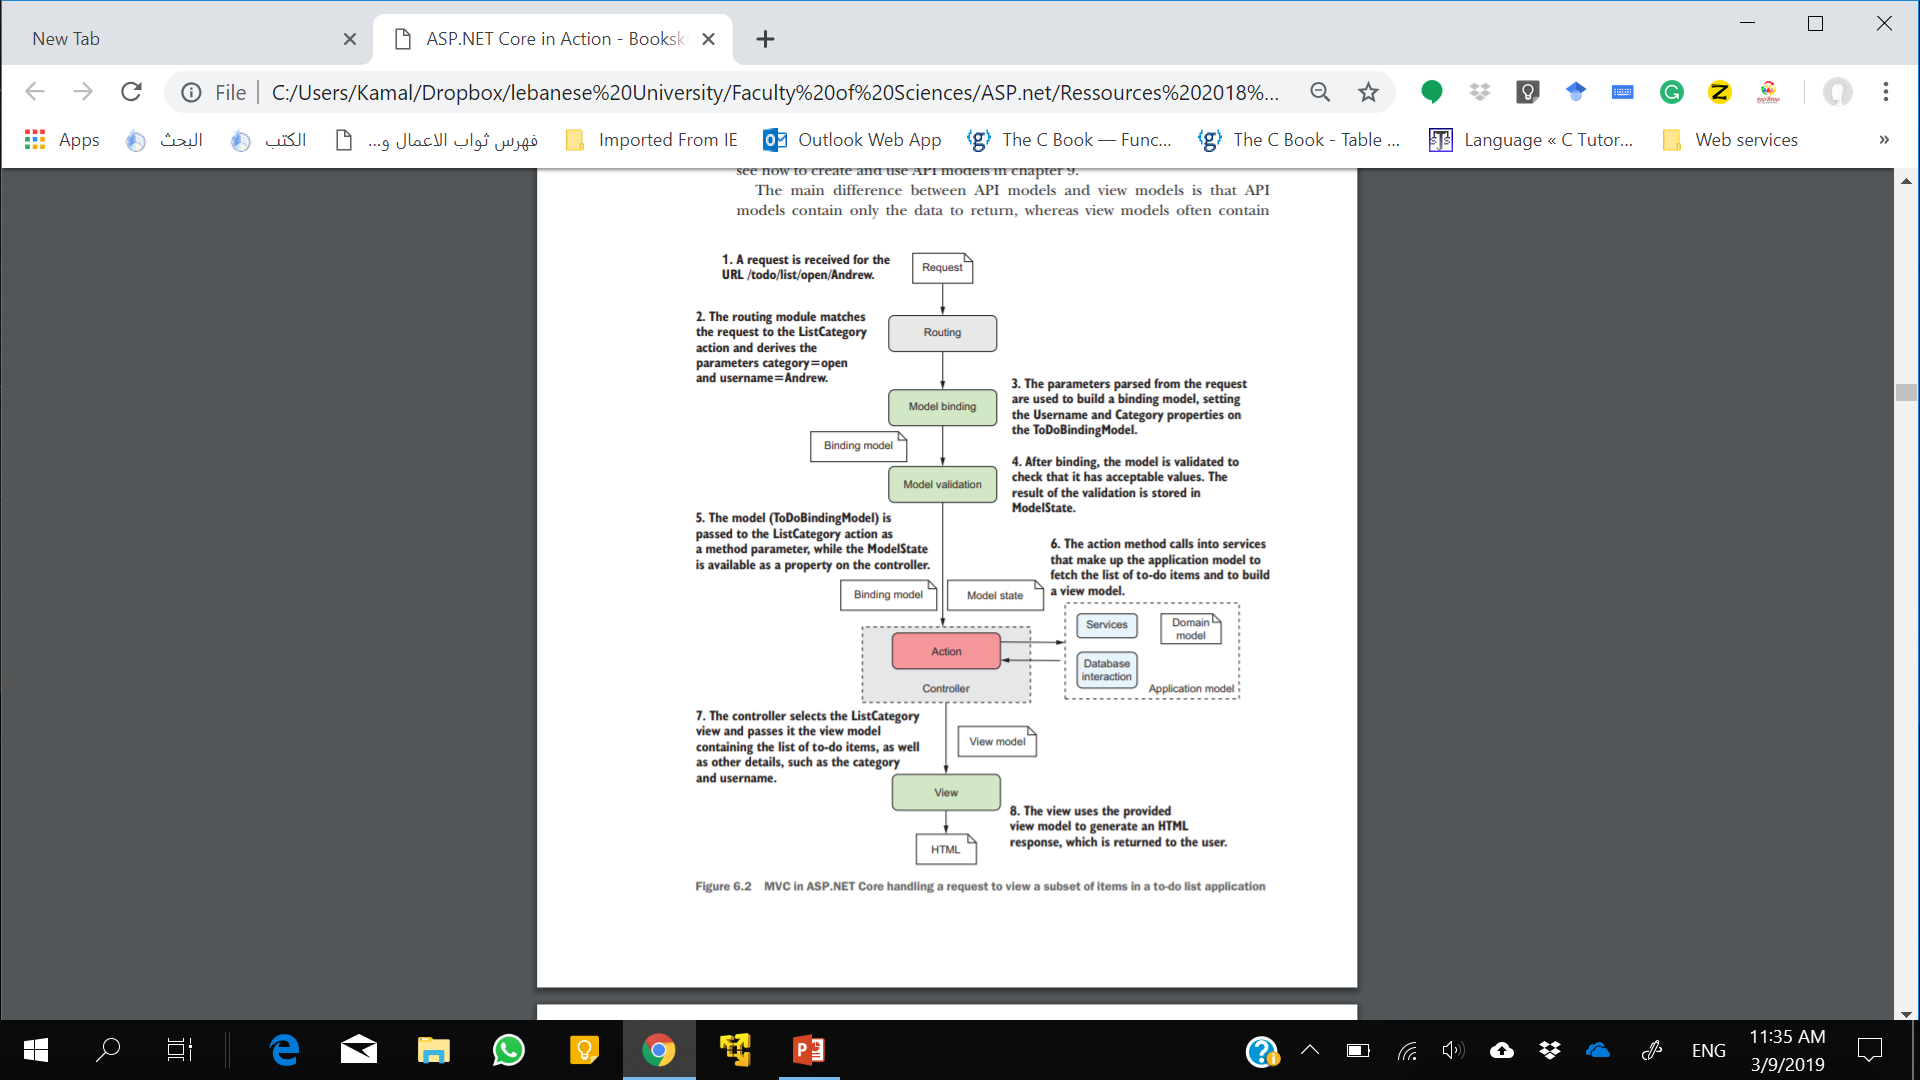 New Tab
ASP.NET Core in Action - Booksk
File
C:/Users/Kamal/Dropbox/lebanese%20University/Faculty%20of%20Sciences/ASP.net/Ressources%202018%...
Apps
البحث
الكتب
فهرس ثواب الاعمال و...
Imported From IE
Outlook Web App
The C Book — Func...
The C Book - Table ...
Language « C Tutor...
Web services
»
see how to create and use API models in chapter 9.
The main difference between API models and view models is that API
models contain only the data to return, whereas view models often contain
1. A request is received for the
URL /todo/list/open/Andrew.
Request
2. The routing module matches
the request to the ListCategory
action and derives the
parameters category=open
and username=Andrew.
Routing
Model binding
3. The parameters parsed from the request
are used to build a binding model, setting
the Username and Category properties on
the ToDoBindingModel.
Binding model
Model validation
4. After binding, the model is validated to
check that it has acceptable values. The
result of the validation is stored in
ModelState.
5. The model (ToDoBindingModel) is
passed to the ListCategory action as
a method parameter, while the ModelState
is available as a property on the controller.
6. The action method calls into services
that make up the application model to
fetch the list of to-do items and to build
a view model.
Binding model
Model state
Action
Controller
Services
Domain
model
Database
interaction
Application model
7. The controller selects the ListCategory
view and passes it the view model
containing the list of to-do items, as well
as other details, such as the category
and username.
View model
View
8. The view uses the provided
view model to generate an HTML
response, which is returned to the user.
HTML
Figure 6.2 MVC in ASP.NET Core handling a request to view a subset of items in a to-do list application
ENG
11:35 AM
3/9/2019